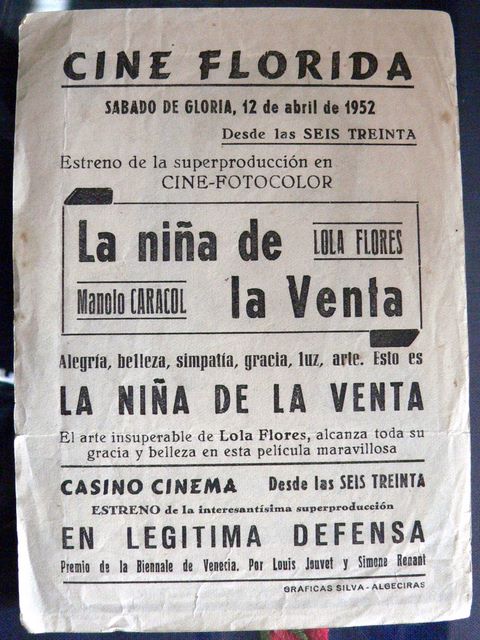 CINE FLORIDA
SABADO DE GLORIA, 12 de abril de 1952
Desde las SEIS TREINTA
Estreno de la superproducción en
CINE-FOTOCOLOR
La niña de LOLA FLORES
Manolo CARACOL la Venta
Alegría, belleza, simpatía, gracia, luz, arte. Esto es
LA NIÑA DE LA VENTA
El arte insuperable de Lola Flores, alcanza toda su
gracia y belleza en esta película maravillosa
CASINO CINEMA Desde las SEIS TREINTA
ESTRENO de la interesantísima superproducción
EN LEGITIMA DEFENSA
Premio de la Biennale de Venecia. Por Louis Jouvet y Simone Renant
GRAFICAS SILVA - ALGECIRAS